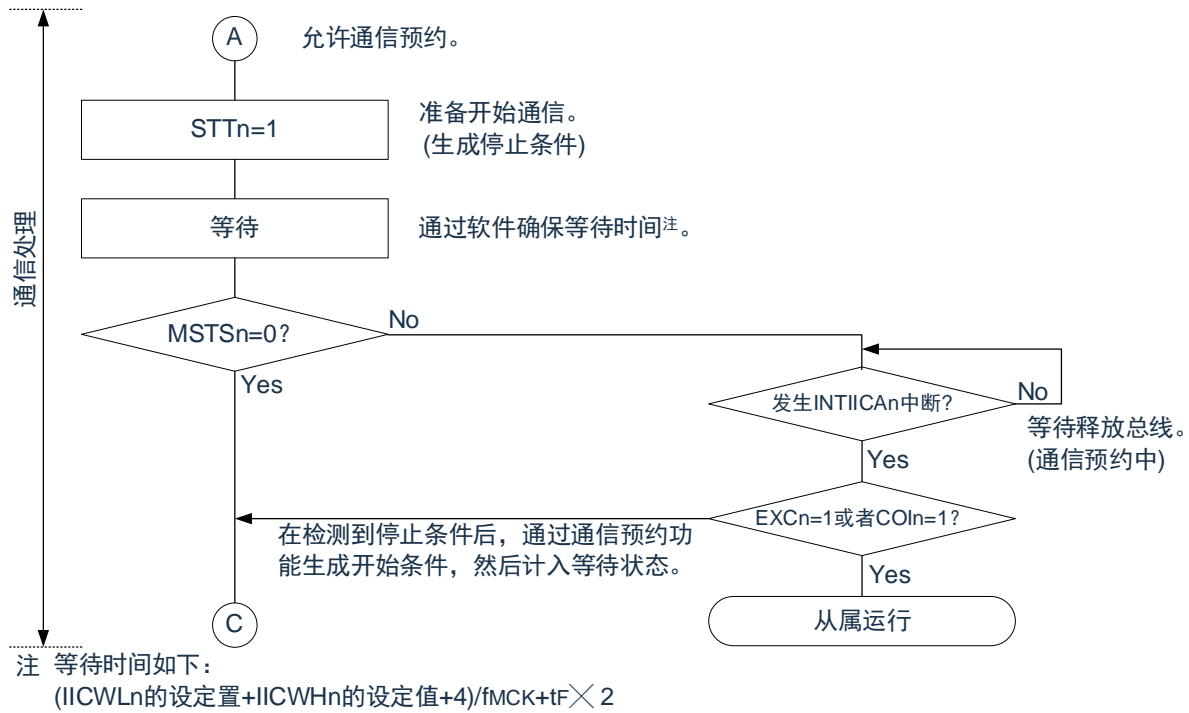 A
允许通信预约。
STTn=1
准备开始通信。
(生成停止条件)
等待
通过软件确保等待时间注。
通信处理
MSTSn=0?
No
Yes
发生INTIICAn中断?
No
等待释放总线。
(通信预约中)
Yes
EXCn=1或者COIn=1?
在检测到停止条件后，通过通信预约功
能生成开始条件，然后计入等待状态。
Yes
C
从属运行
注 等待时间如下：
(IICWLn的设定置+IICWHn的设定值+4)/fMCK+tF╳ 2